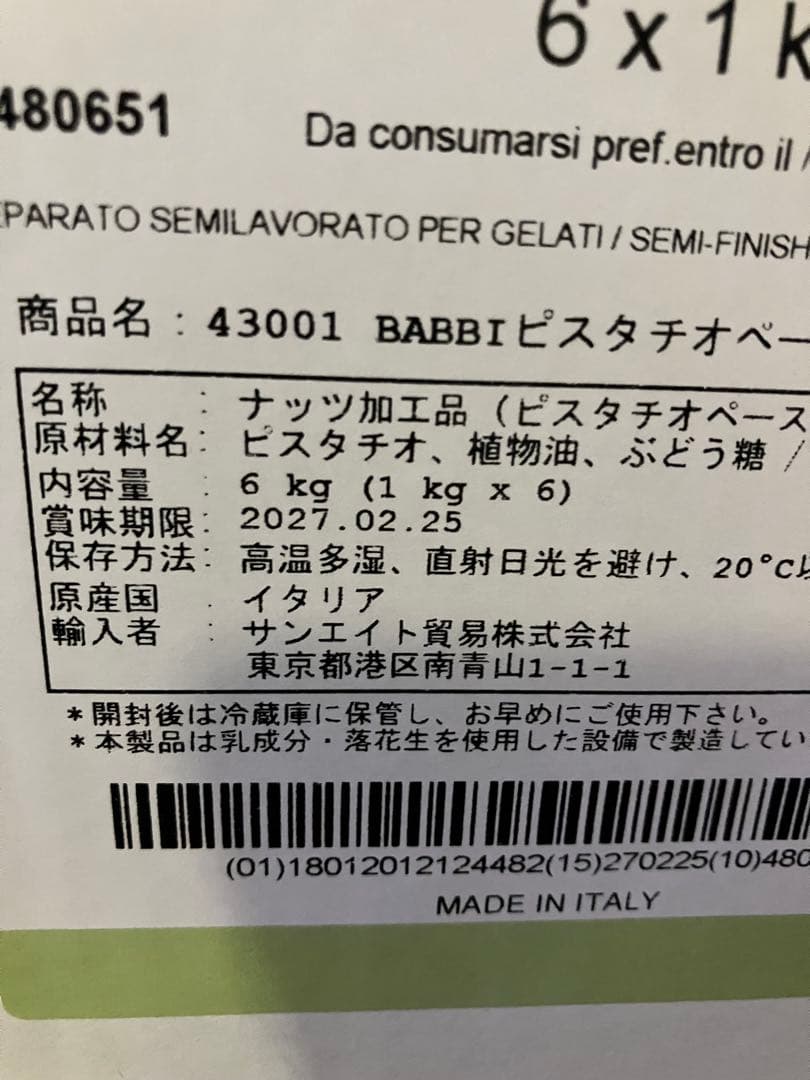 6 x 1 k
480651
Da consumarsi pref.entro il /
EPARATO SEMILAVORATO PER GELATI / SEMI-FINISH
商品名 : 43001 BABBIピスタチオペー
名称 : ナッツ加工品 (ピスタチオペース
原材料名: ピスタチオ、植物油、ぶどう糖 /
内容量 : 6 kg (1 kg x 6)
賞味期限: 2027.02.25
保存方法: 高温多湿、直射日光を避け、20°C以
原産国 : イタリア
輸入者 : サンエイト貿易株式会社
東京都港区南青山1-1-1
*開封後は冷蔵庫に保管し、お早めにご使用下さい。
*本製品は乳成分・落花生を使用した設備で製造してい
(01)18012012124482(15)270225(10)480
MADE IN ITALY